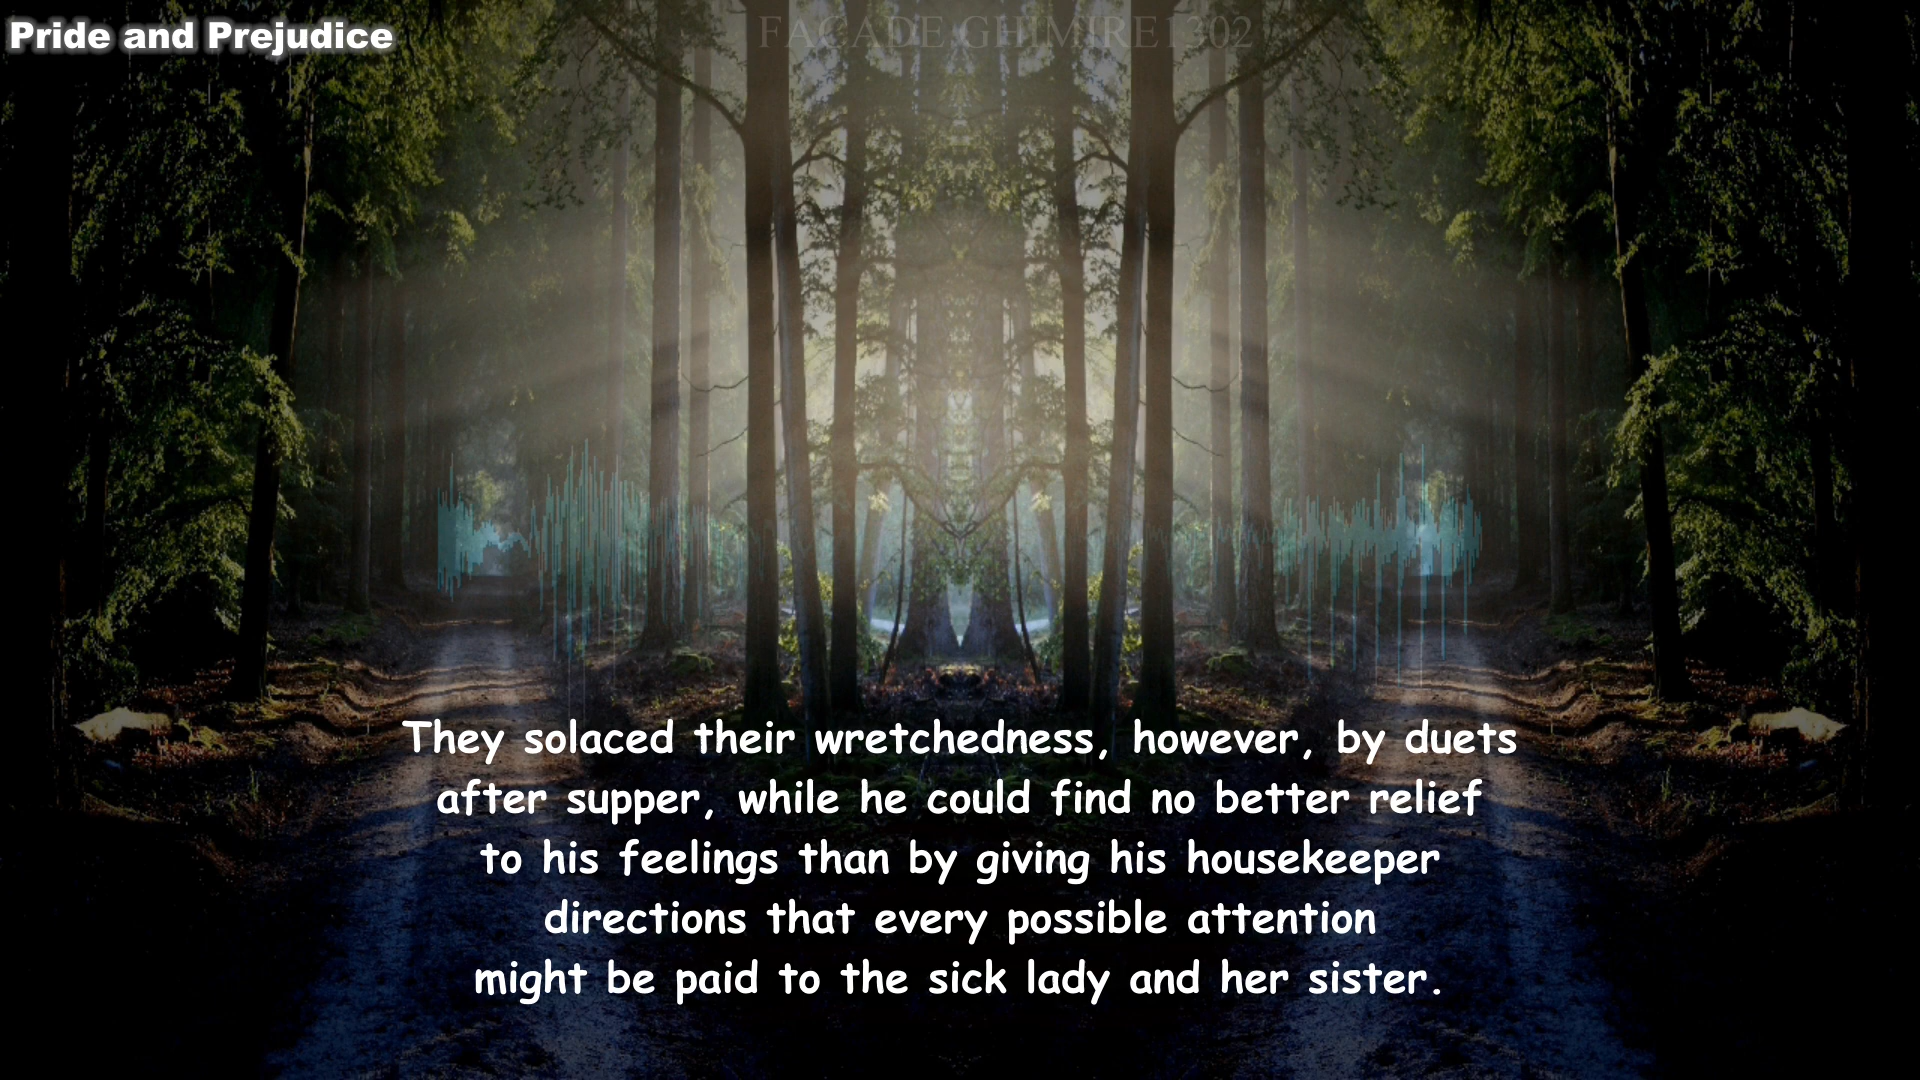 Pride and Prejudice
FACADE GHIMIRE1302
They solaced their wretchedness, however, by duets
after supper, while he could find no better relief
to his feelings than by giving his housekeeper
directions that every possible attention
might be paid to the sick lady and her sister.